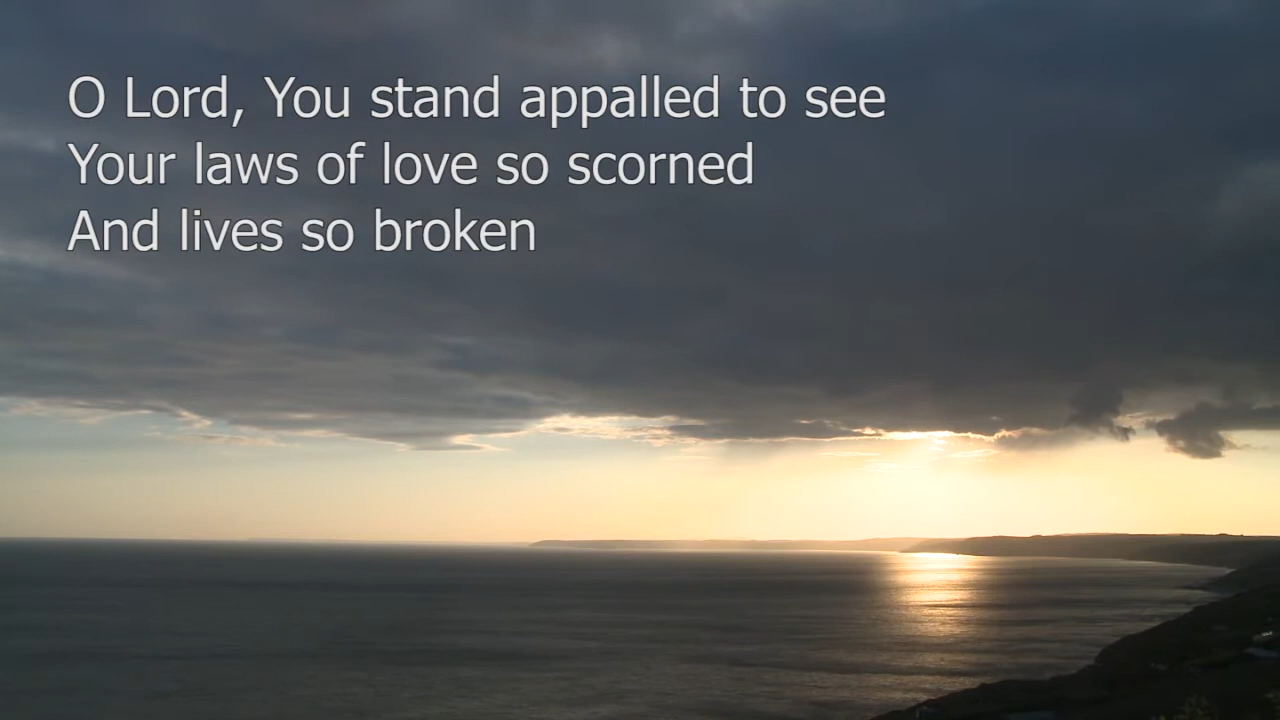 O Lord, You stand appalled to see
Your laws of love so scorned
And lives so broken